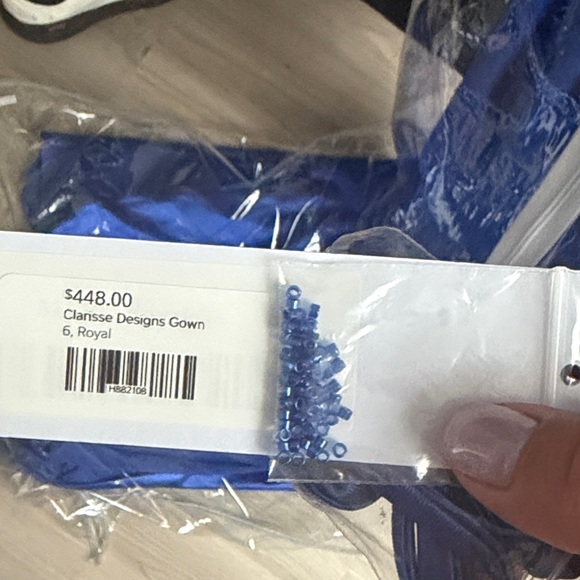 $448.00
Clarisse Designs Gown
6, Royal
H882108